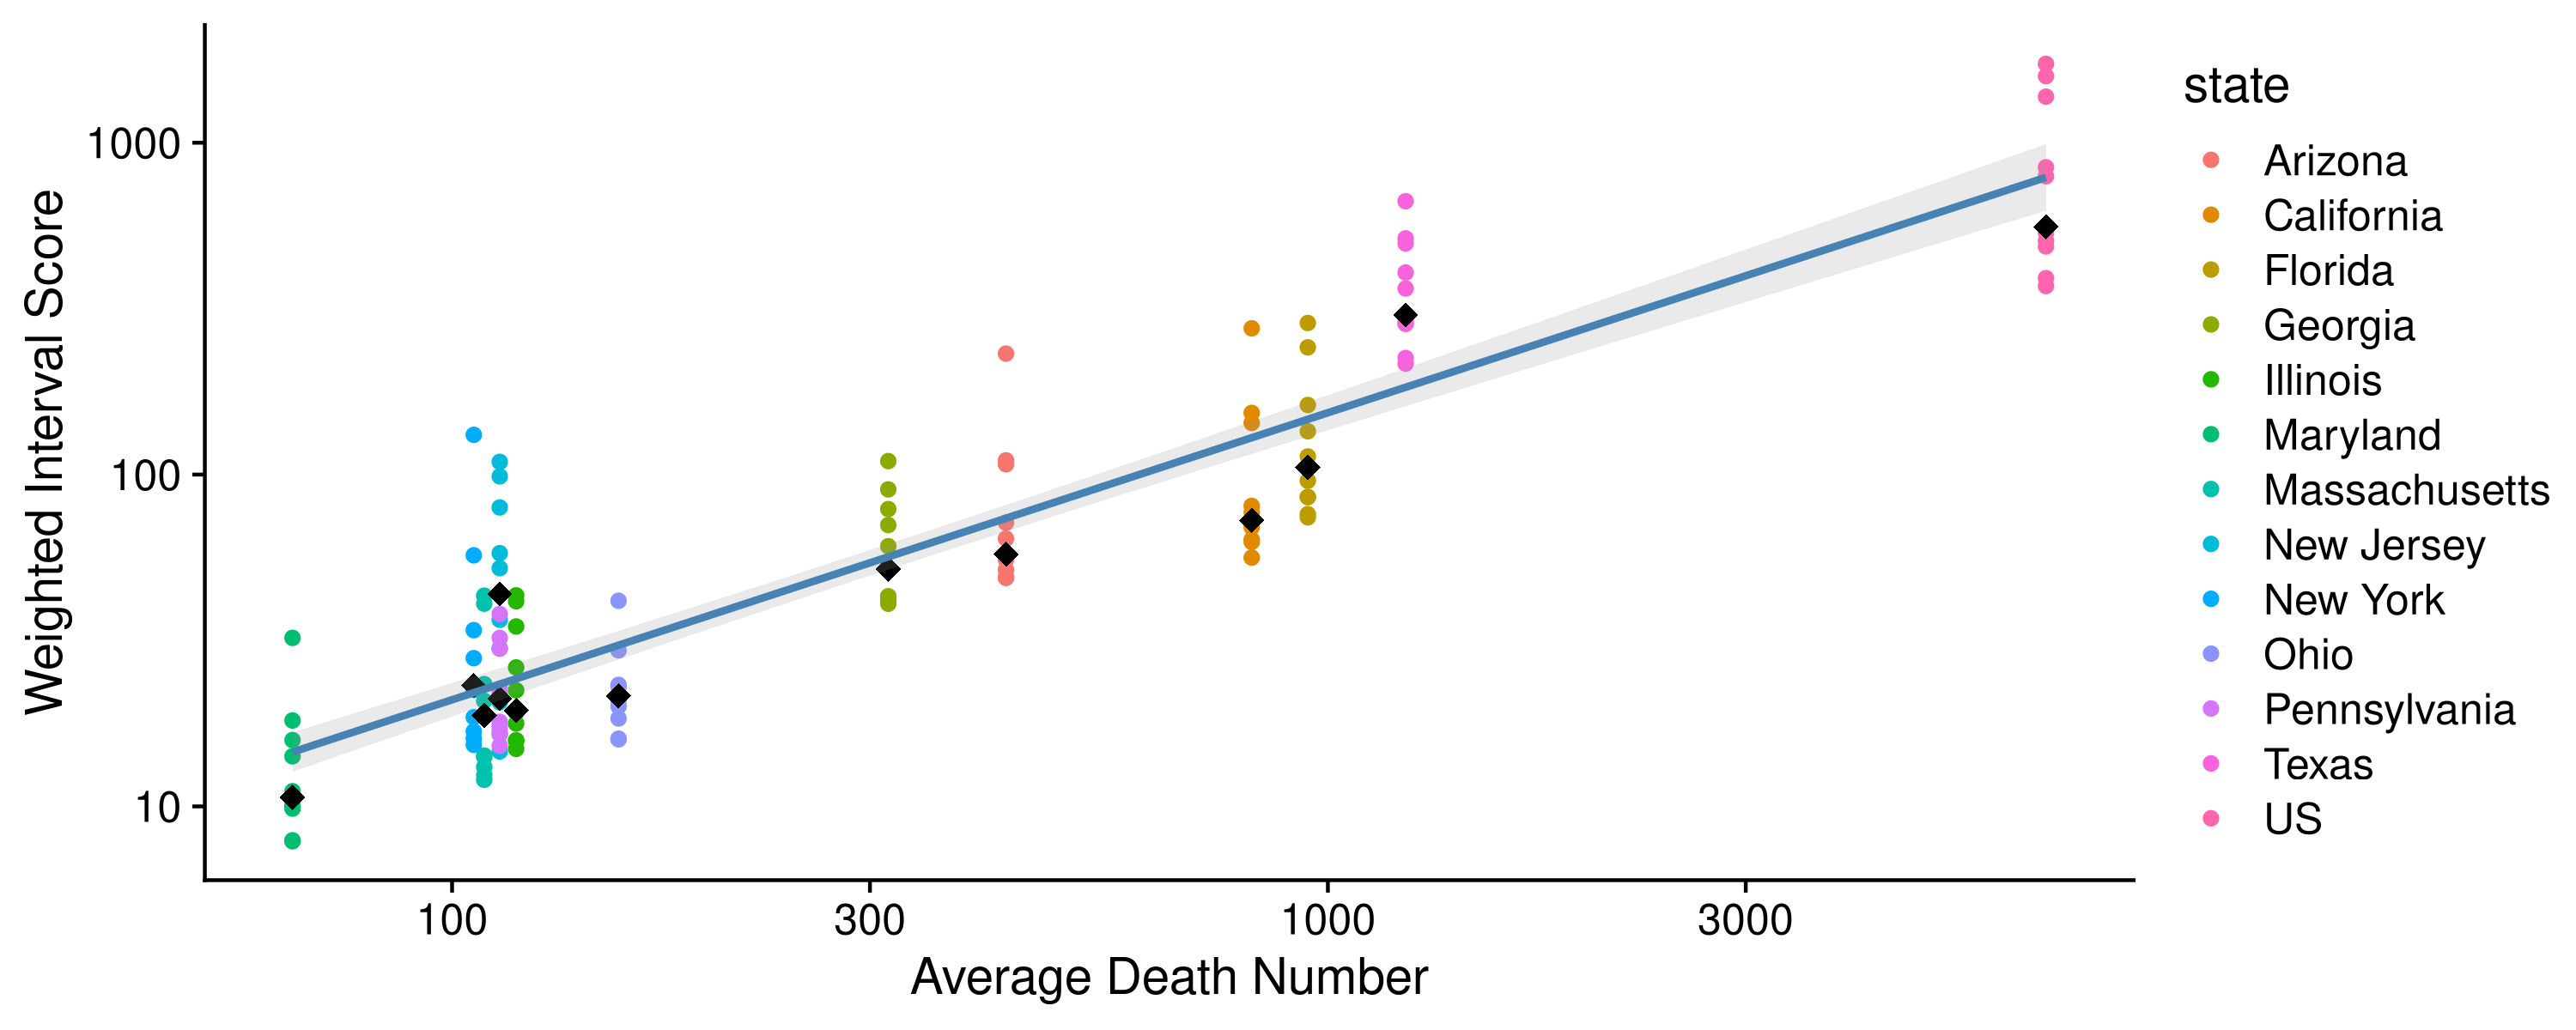 Weighted Interval Score
1000
100
10
100
300
1000
3000
Average Death Number
state
Arizona
California
Florida
Georgia
Illinois
Maryland
Massachusetts
New Jersey
New York
Ohio
Pennsylvania
Texas
US